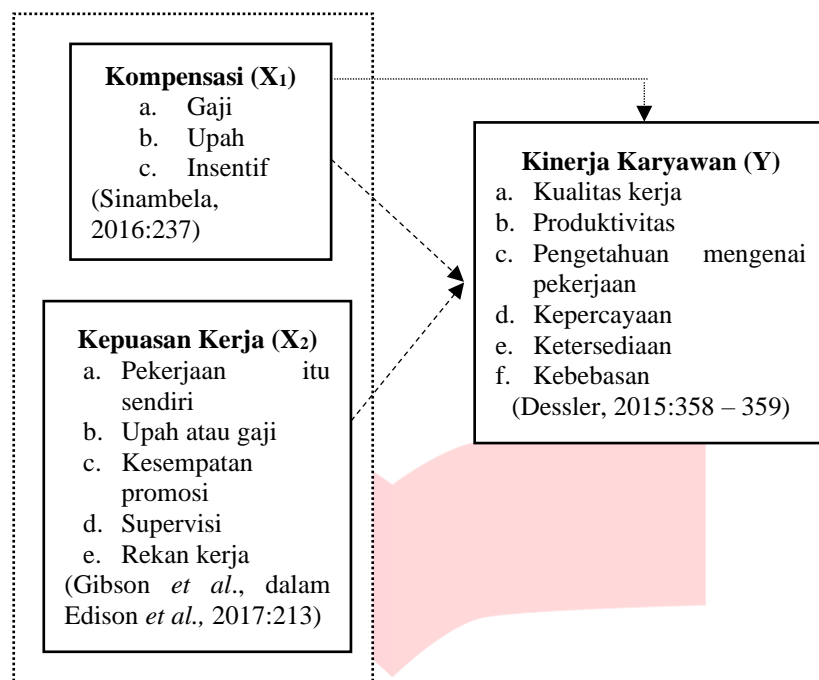 Kompensasi (X₁)
a. Gaji
b. Upah
c. Insentif
(Sinambela,
2016:237)
Kinerja Karyawan (Y)
a. Kualitas kerja
b. Produktivitas
c. Pengetahuan mengenai
pekerjaan
d. Kepercayaan
e. Ketersediaan
f. Kebebasan
(Dessler, 2015:358 – 359)
Kepuasan Kerja (X₂)
a. Pekerjaan itu
sendiri
b. Upah atau gaji
c. Kesempatan
promosi
d. Supervisi
e. Rekan kerja
(Gibson et al., dalam
Edison et al., 2017:213)